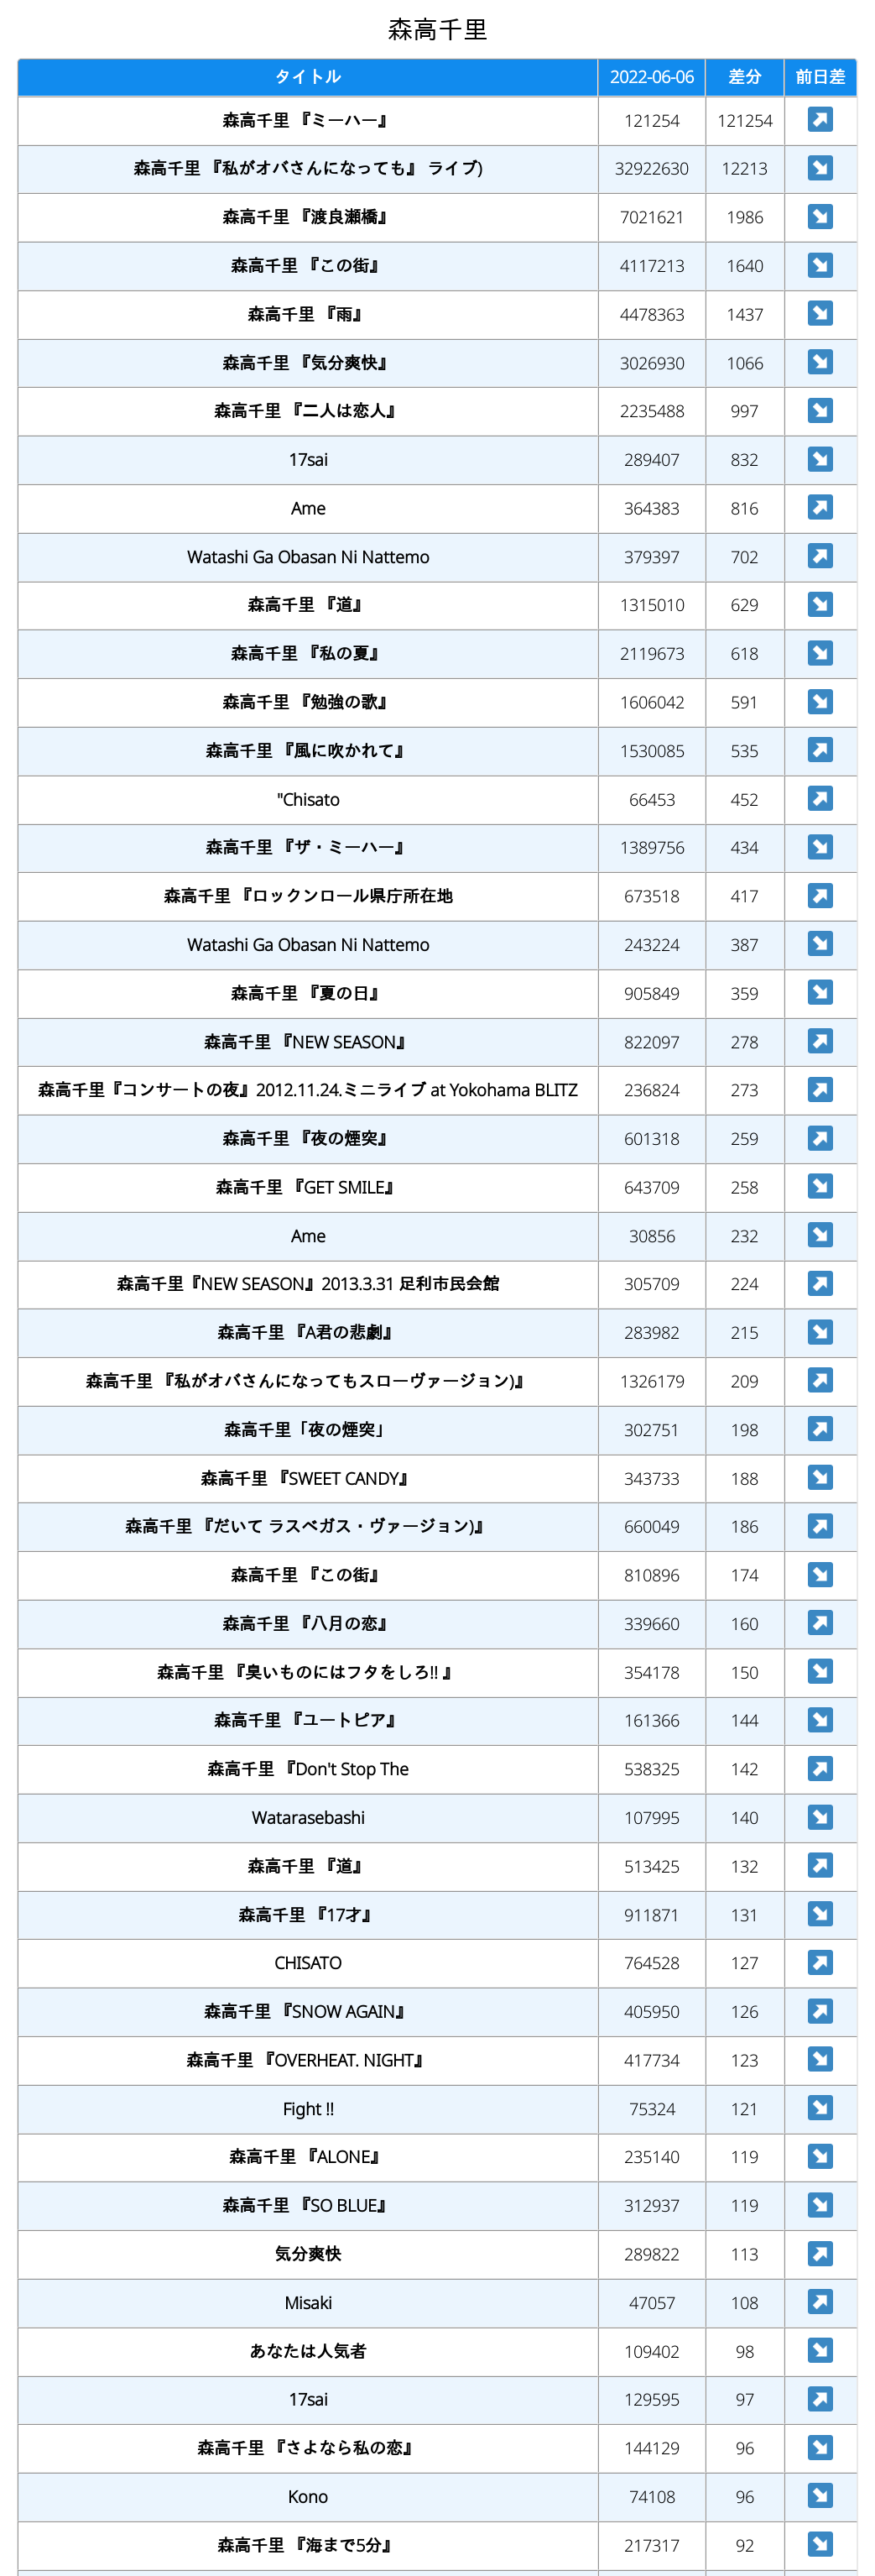 森高千里
タイトル 2022-06-06 差分 前日差
森高千里 『ミーハー』 121254 121254
森高千里 『私がオバさんになっても』 ライブ) 32922630 12213
森高千里 『渡良瀬橋』 7021621 1986
森高千里 『この街』 4117213 1640
森高千里 『雨』 4478363 1437
森高千里 『気分爽快』 3026930 1066
森高千里 『二人は恋人』 2235488 997
17sai 289407 832
Ame 364383 816
Watashi Ga Obasan Ni Nattemo 379397 702
森高千里 『道』 1315010 629
森高千里 『私の夏』 2119673 618
森高千里 『勉強の歌』 1606042 591
森高千里 『風に吹かれて』 1530085 535
"Chisato 66453 452
森高千里 『ザ・ミーハー』 1389756 434
森高千里 『ロックンロール県庁所在地 673518 417
Watashi Ga Obasan Ni Nattemo 243224 387
森高千里 『夏の日』 905849 359
森高千里 『NEW SEASON』 822097 278
森高千里『コンサートの夜』2012.11.24.ミニライブ at Yokohama BLITZ 236824 273
森高千里 『夜の煙突』 601318 259
森高千里 『GET SMILE』 643709 258
Ame 30856 232
森高千里『NEW SEASON』2013.3.31 足利市民会館 305709 224
森高千里 『A君の悲劇』 283982 215
森高千里 『私がオバさんになってもスローヴァージョン)』 1326179 209
森高千里「夜の煙突」 302751 198
森高千里 『SWEET CANDY』 343733 188
森高千里 『だいて ラスベガス・ヴァージョン)』 660049 186
森高千里 『この街』 810896 174
森高千里 『八月の恋』 339660 160
森高千里 『臭いものにはフタをしろ!! 』 354178 150
森高千里 『ユートピア』 161366 144
森高千里 『Don't Stop The 538325 142
Watarasebashi 107995 140
森高千里 『道』 513425 132
森高千里 『17才』 911871 131
CHISATO 764528 127
森高千里 『SNOW AGAIN』 405950 126
森高千里 『OVERHEAT. NIGHT』 417734 123
Fight !! 75324 121
森高千里 『ALONE』 235140 119
森高千里 『SO BLUE』 312937 119
気分爽快 289822 113
Misaki 47057 108
あなたは人気者 109402 98
17sai 129595 97
森高千里 『さよなら私の恋』 144129 96
Kono 74108 96
森高千里 『海まで5分』 217317 92